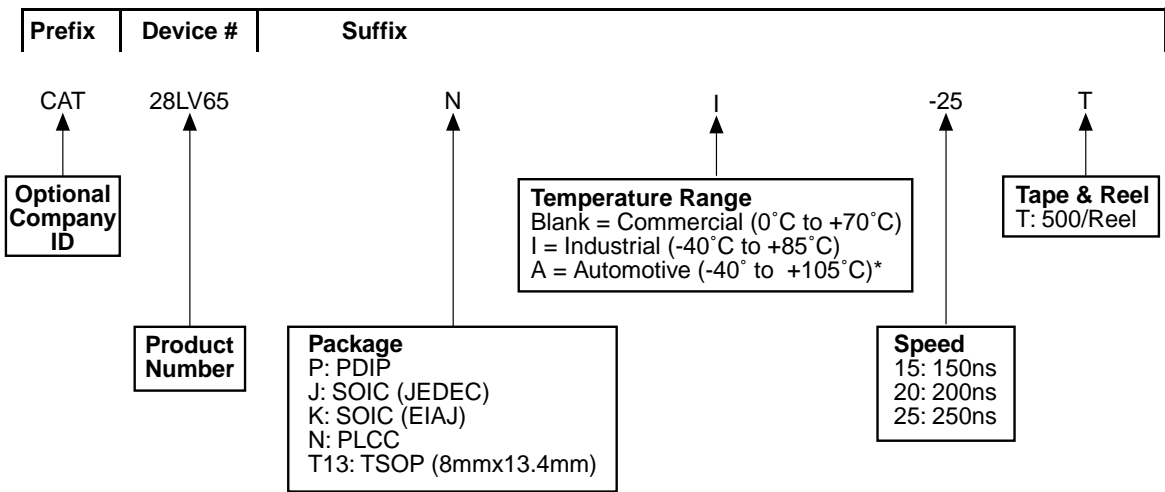 Prefix Device # Suffix
CAT 28LV65 N I -25 T
Optional
Company
ID
Product
Number
Package
P: PDIP
J: SOIC (JEDEC)
K: SOIC (EIAJ)
N: PLCC
T13: TSOP (8mmx13.4mm)
Temperature Range
Blank = Commercial (0˚C to +70˚C)
I = Industrial (-40˚C to +85˚C)
A = Automotive (-40˚ to +105˚C)*
Speed
15: 150ns
20: 200ns
25: 250ns
Tape & Reel
T: 500/Reel